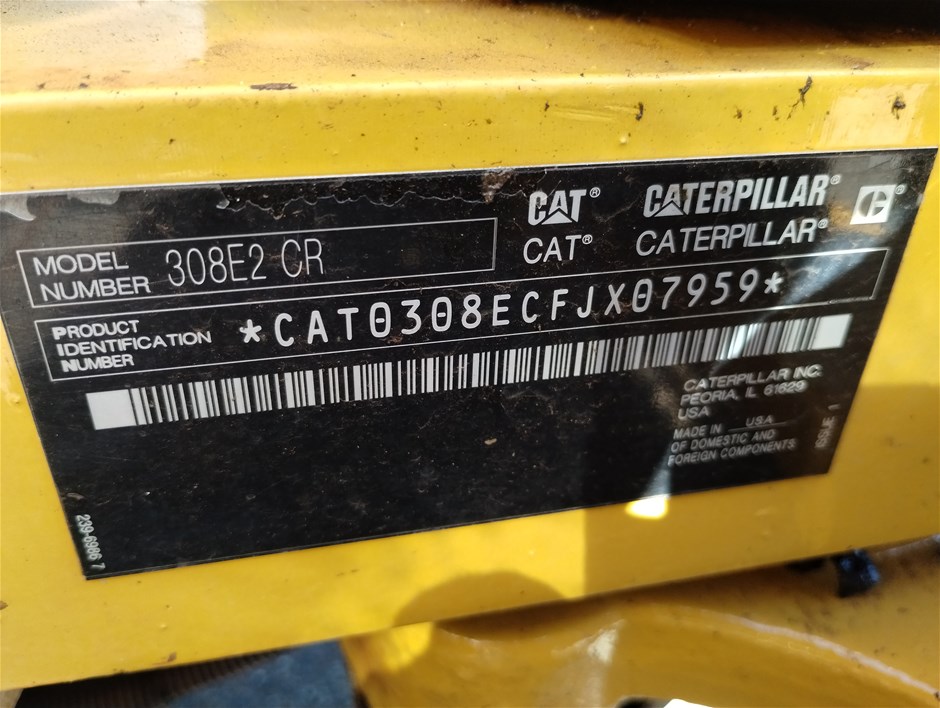 CAT® CATERPILLAR® ®
CAT® CATERPILLAR®
MODEL
NUMBER 308E2 CR
PRODUCT
IDENTIFICATION
NUMBER *CAT0308ECFJX07959*
CATERPILLAR INC.
PEORIA, IL 61629
USA
MADE IN USA
OF DOMESTIC AND
FOREIGN COMPONENTS
ISSUE 1
239-6986 7